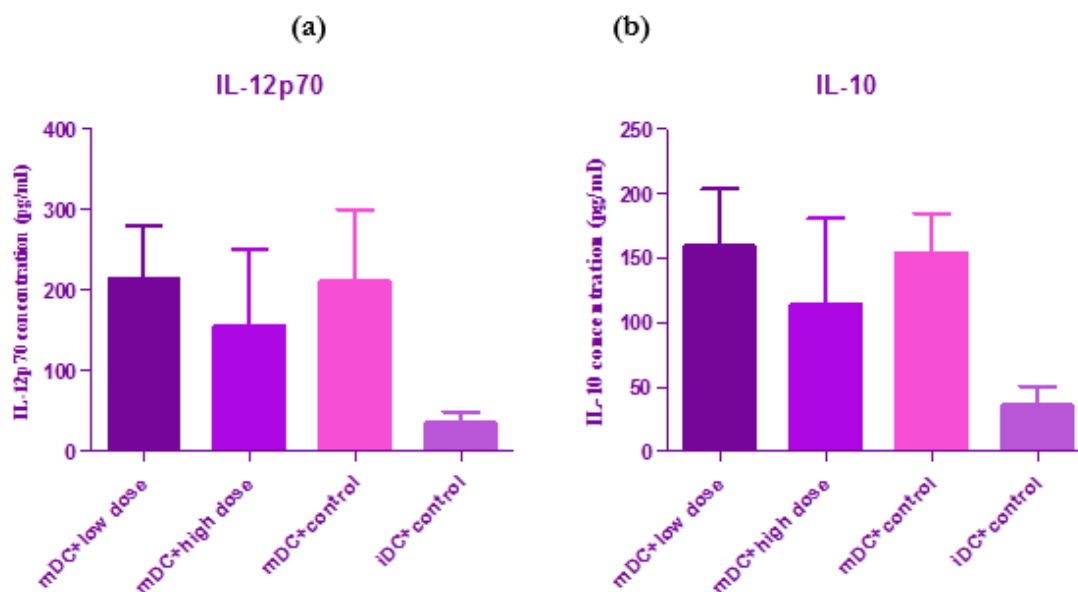 (a)
IL-12p70
IL-12p70 concentration (pg/ml)
400
300
200
100
0
mDC+low dose
mDC+high dose
mDC+control
iDC+control
(b)
IL-10
IL-10 concentration (pg/ml)
250
200
150
100
50
0
mDC+low dose
mDC+high dose
mDC+control
iDC+control